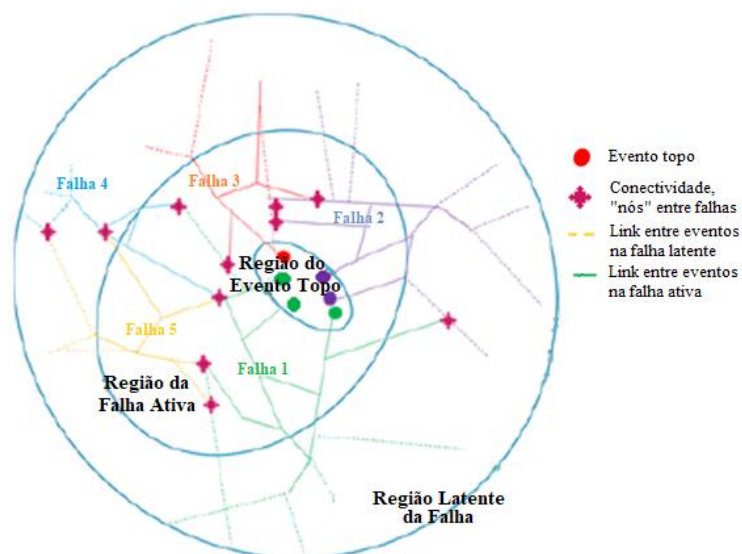 Falha 4
Falha 3
Falha 2
Região do
Evento Topo
Falha 5
Falha 1
Região da
Falha Ativa
Região Latente
da Falha
Evento topo
Conectividade,
"nós" entre falhas
Link entre eventos
na falha latente
Link entre eventos
na falha ativa